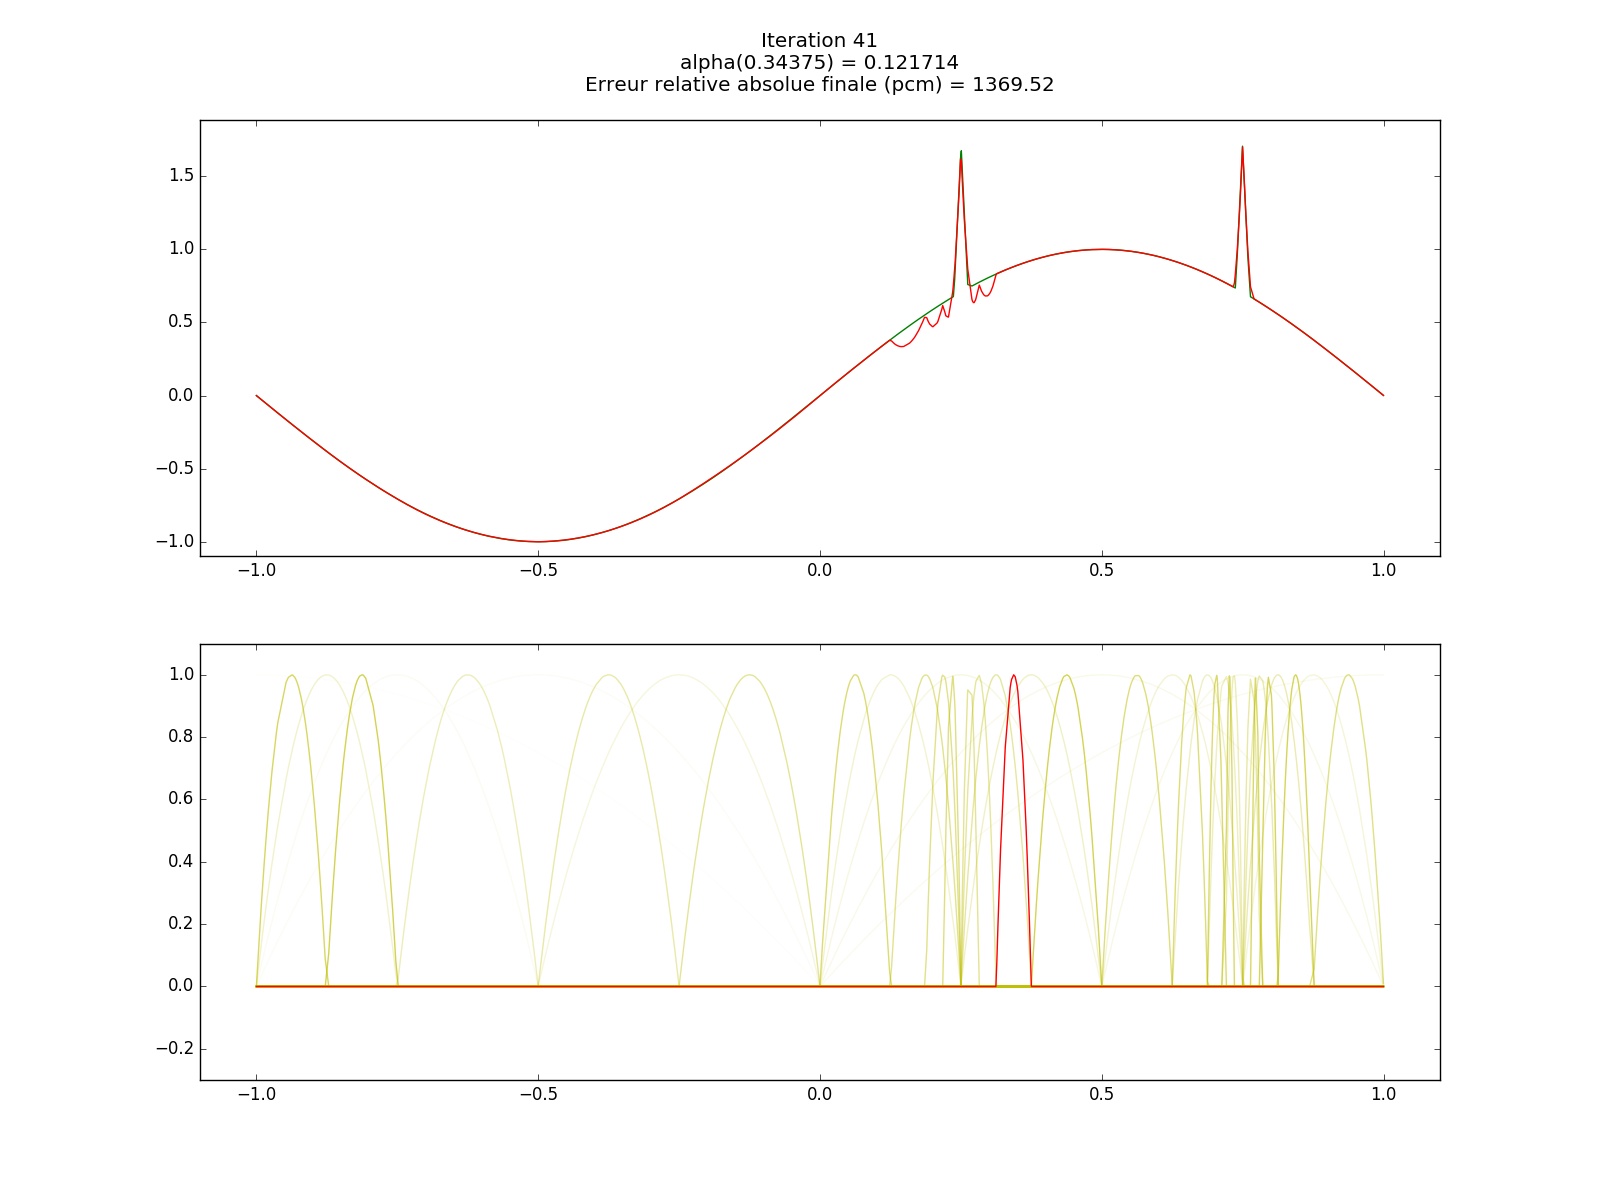 Iteration 41
alpha(0.34375) = 0.121714
Erreur relative absolue finale (pcm) = 1369.52
1.5
1.0
0.5
0.0
−0.5
−1.0
−1.0 −0.5 0.0 0.5 1.0
1.0
0.8
0.6
0.4
0.2
0.0
−0.2
−1.0 −0.5 0.0 0.5 1.0